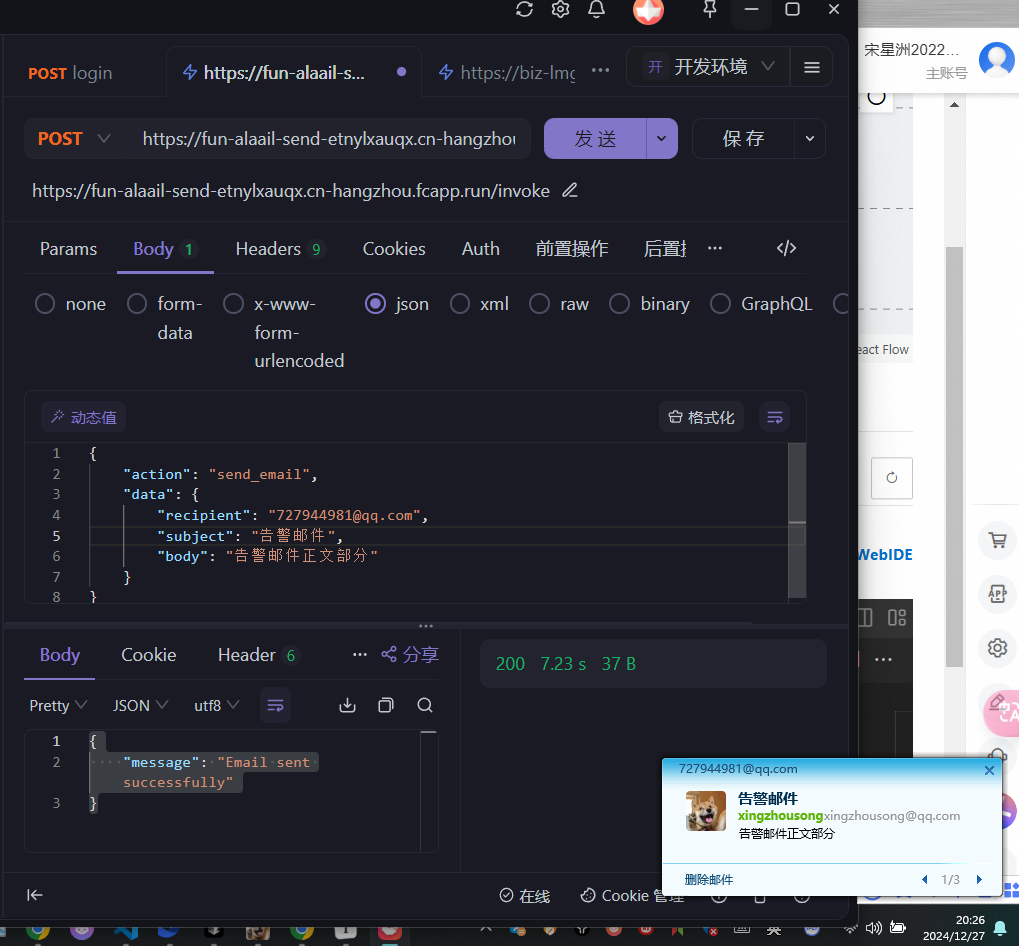 POST login
https://fun-alaail-s...
https://biz-lmg
开 开发环境
POST
https://fun-alaail-send-etnylxauqx.cn-hangzhou
发 送
保 存
https://fun-alaail-send-etnylxauqx.cn-hangzhou.fcapp.run/invoke
Params Body 1 Headers 9 Cookies Auth 前置操作 后置
none
form-data
x-www-form-urlencoded
json
xml
raw
binary
GraphQL
动态值
格式化
1 {
2 "action": "send_email",
3 "data": {
4 "recipient": "727944981@qq.com",
5 "subject": "告警邮件",
6 "body": "告警邮件正文部分"
7 }
8 }
Body Cookie Header 6 ... 分享
200 7.23 s 37 B
Pretty JSON utf8
1 {
2 "message": "Email sent
successfully"
3 }
在线 Cookie 管理
宋星洲2022...
主账号
eact Flow
WebIDE
APP
727944981@qq.com
告警邮件
xingzhousongxingzhousong@qq.com
告警邮件正文部分
删除邮件 1/3
英
20:26
2024/12/27